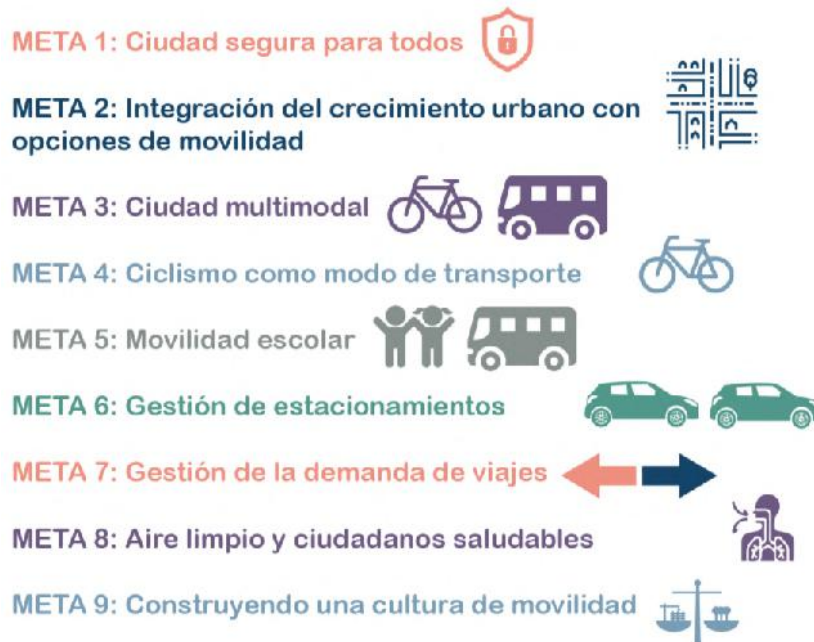 META 1: Ciudad segura para todos
META 2: Integración del crecimiento urbano con
opciones de movilidad
META 3: Ciudad multimodal
META 4: Ciclismo como modo de transporte
META 5: Movilidad escolar
META 6: Gestión de estacionamientos
META 7: Gestión de la demanda de viajes
META 8: Aire limpio y ciudadanos saludables
META 9: Construyendo una cultura de movilidad